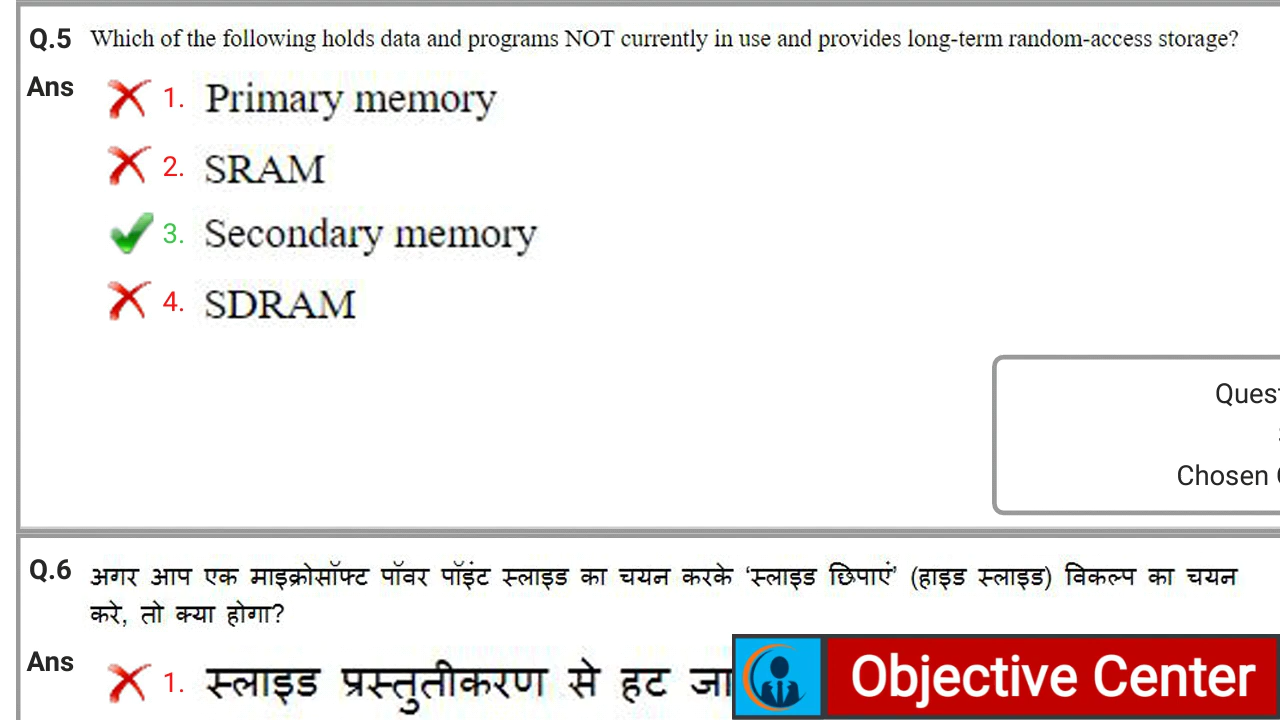 Q.5 Which of the following holds data and programs NOT currently in use and provides long-term random-access storage?
Ans 1. Primary memory
2. SRAM
3. Secondary memory
4. SDRAM
Chosen
Q.6 अगर आप एक माइक्रोसॉफ्ट पॉवर पॉइंट स्लाइड का चयन करके ‘स्लाइड छिपाएं’ (हाइड स्लाइड) विकल्प का चयन
करे, तो क्या होगा?
Ans 1. स्लाइड प्रस्तुतीकरण से हट
Objective Center